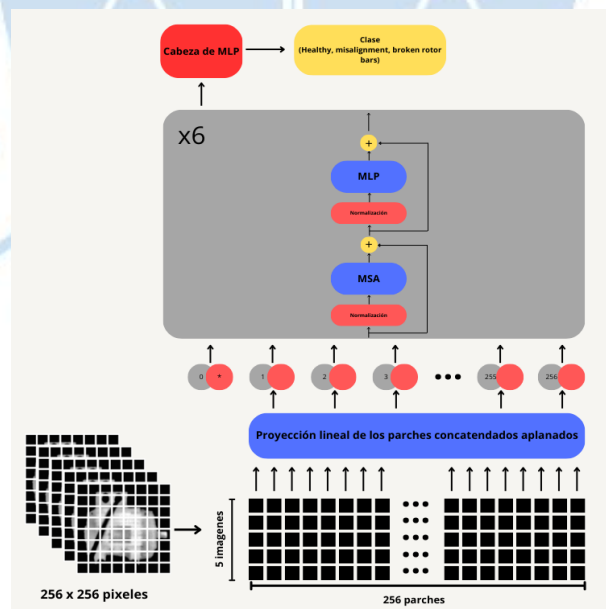 Cabeza de MLP
Clase
(Healthy, misalignment, broken rotor
bars)
x6
+
MLP
Normalización
+
MSA
Normalización
0 * 1 2 3 255 256
Proyección lineal de los parches concatendados aplanados
5 imagenes
256 x 256 pixeles
256 parches